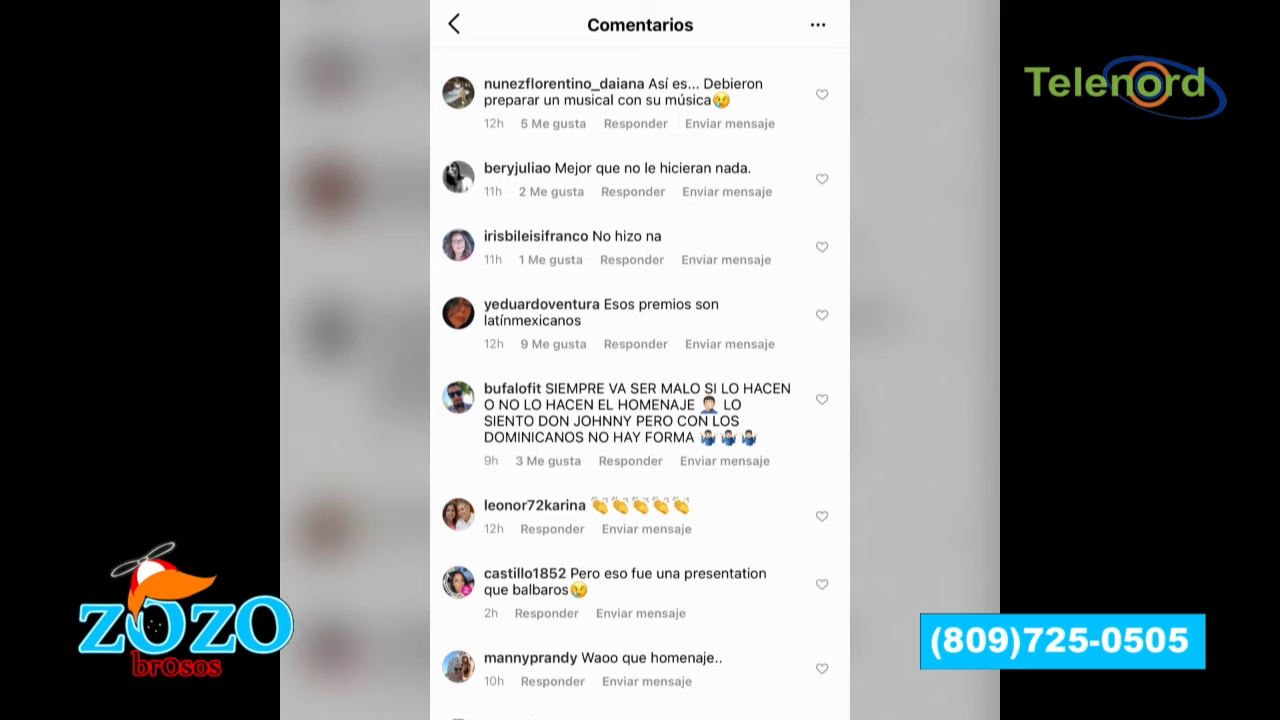 Comentarios
nunezflorentino_daiana Así es... Debieron
preparar un musical con su música😢
12h 5 Me gusta Responder Enviar mensaje
beryjuliao Mejor que no le hicieran nada.
11h 2 Me gusta Responder Enviar mensaje
irisbileisifranco No hizo na
11h 1 Me gusta Responder Enviar mensaje
yeduardoventura Esos premios son
latínmexicanos
12h 9 Me gusta Responder Enviar mensaje
bufalofit SIEMPRE VA SER MALO SI LO HACEN
O NO LO HACEN EL HOMENAJE 🤦🏻‍♂️ LO
SIENTO DON JOHNNY PERO CON LOS
DOMINICANOS NO HAY FORMA 🤷🏻‍♂️🤷🏻‍♂️🤷🏻‍♂️
9h 3 Me gusta Responder Enviar mensaje
leonor72karina 👏👏👏👏👏
12h Responder Enviar mensaje
castillo1852 Pero eso fue una presentation
que balbaros😢
2h Responder Enviar mensaje
mannyprandy Waoo que homenaje..
10h Responder Enviar mensaje
Telenord
zOzO
brOsos
(809)725-0505